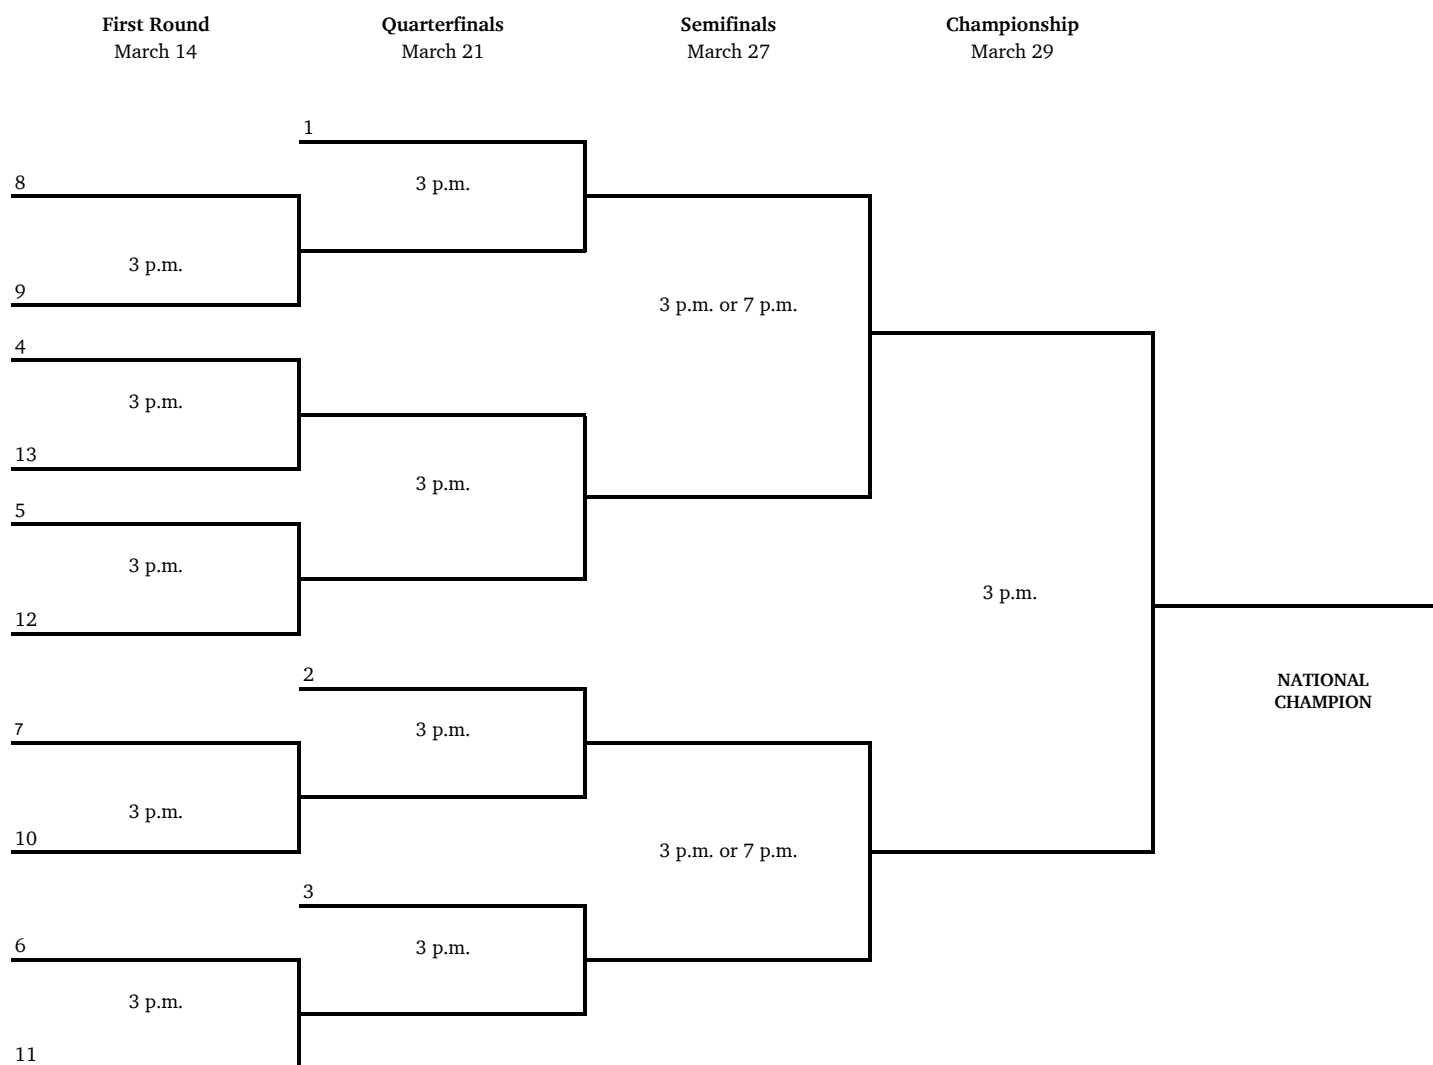 First Round
March 14
Quarterfinals
March 21
Semifinals
March 27
Championship
March 29
1
3 p.m.
8
3 p.m.
9
3 p.m. or 7 p.m.
4
3 p.m.
13
3 p.m.
5
3 p.m.
12
3 p.m.
2
NATIONAL
CHAMPION
7
3 p.m.
3 p.m.
10
3 p.m. or 7 p.m.
3
6
3 p.m.
3 p.m.
11